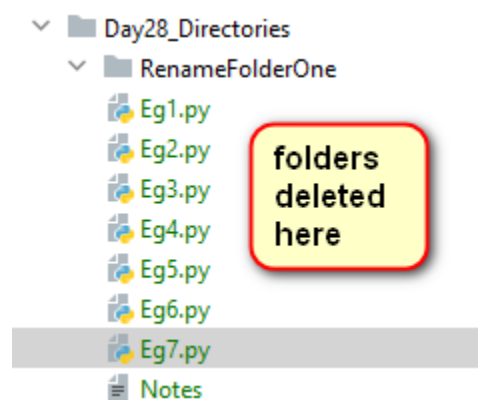 Day28_Directories
RenameFolderOne
Eg1.py
Eg2.py
Eg3.py
Eg4.py
Eg5.py
Eg6.py
Eg7.py
Notes
folders
deleted
here